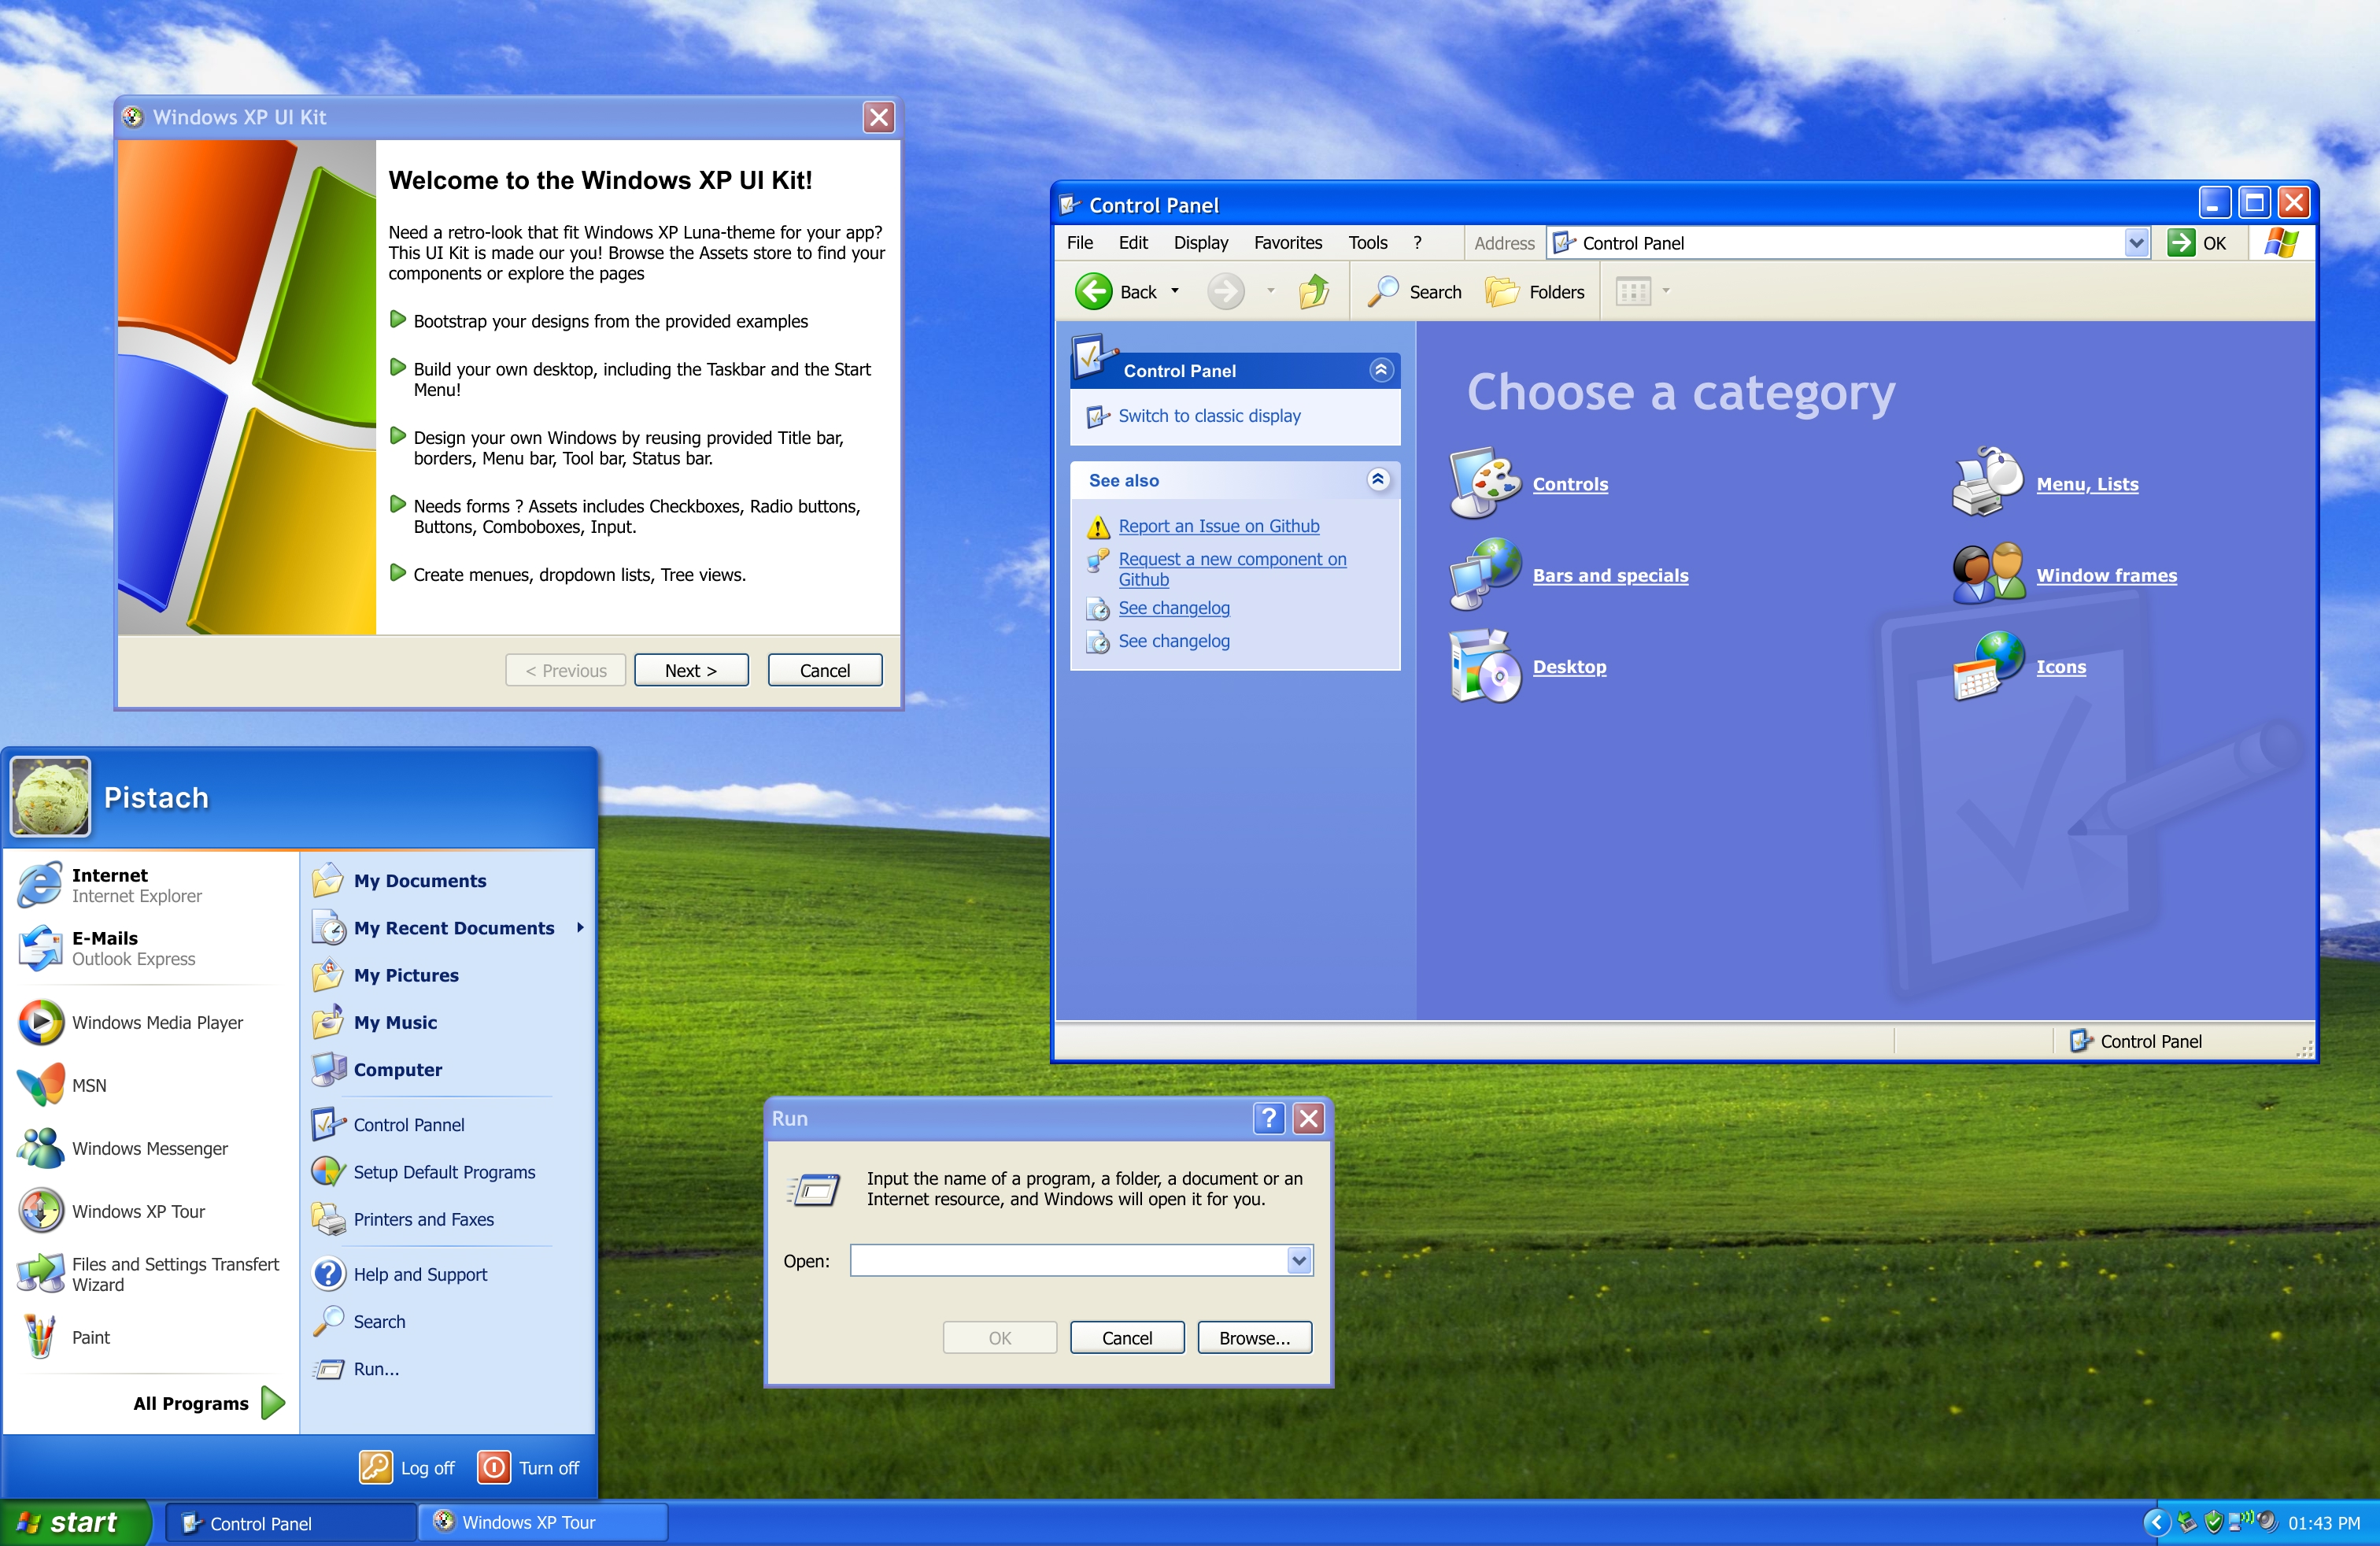 Windows XP UI Kit
Welcome to the Windows XP UI Kit!
Need a retro-look that fit Windows XP Luna-theme for your app?
This UI Kit is made our you! Browse the Assets store to find your
components or explore the pages
Bootstrap your designs from the provided examples
Build your own desktop, including the Taskbar and the Start
Menu!
Design your own Windows by reusing provided Title bar,
borders, Menu bar, Tool bar, Status bar.
Needs forms ? Assets includes Checkboxes, Radio buttons,
Buttons, Comboboxes, Input.
Create menues, dropdown lists, Tree views.
< Previous Next > Cancel
Control Panel
File Edit Display Favorites Tools ? Address Control Panel OK
Back Search Folders
Control Panel
Switch to classic display
See also
Report an Issue on Github
Request a new component on
Github
See changelog
See changelog
Choose a category
Controls Menu, Lists
Bars and specials Window frames
Desktop Icons
Control Panel
Pistach
Internet
Internet Explorer
E-Mails
Outlook Express
Windows Media Player
MSN
Windows Messenger
Windows XP Tour
Files and Settings Transfert
Wizard
Paint
All Programs
My Documents
My Recent Documents
My Pictures
My Music
Computer
Control Pannel
Setup Default Programs
Printers and Faxes
Help and Support
Search
Run...
Log off Turn off
Run
?
Input the name of a program, a folder, a document or an
Internet resource, and Windows will open it for you.
Open:
OK Cancel Browse...
start Control Panel Windows XP Tour 01:43 PM